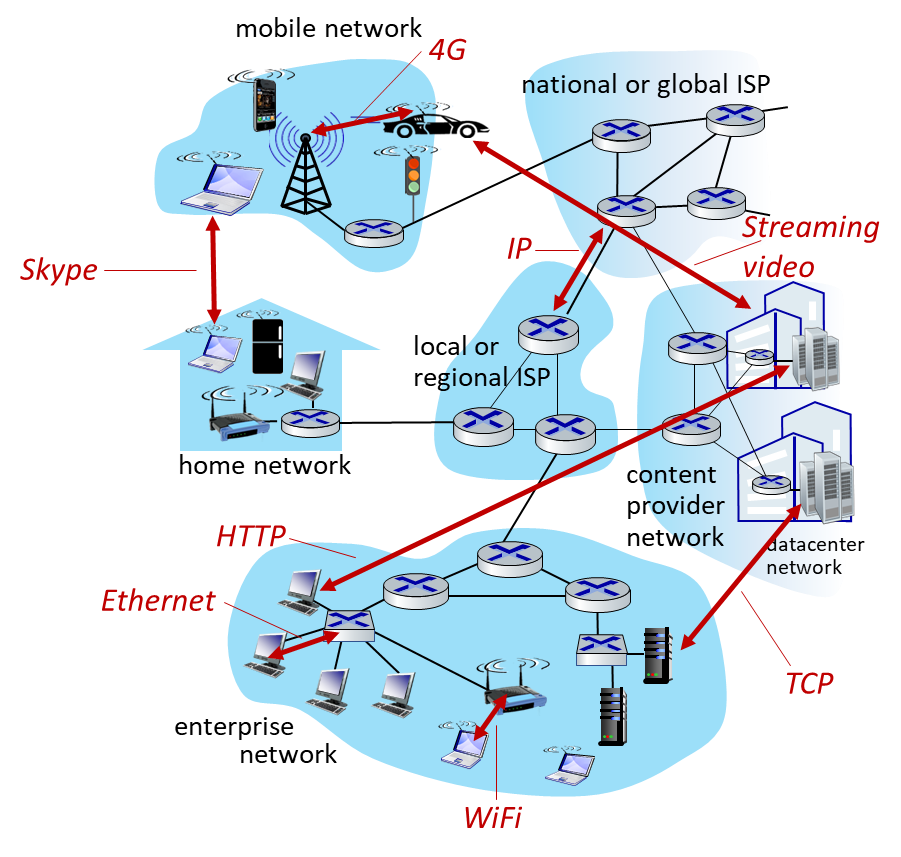 mobile network
4G
national or global ISP
Skype
IP
Streaming
video
local or
regional ISP
home network
content
provider
network
datacenter
network
HTTP
Ethernet
TCP
enterprise
network
WiFi